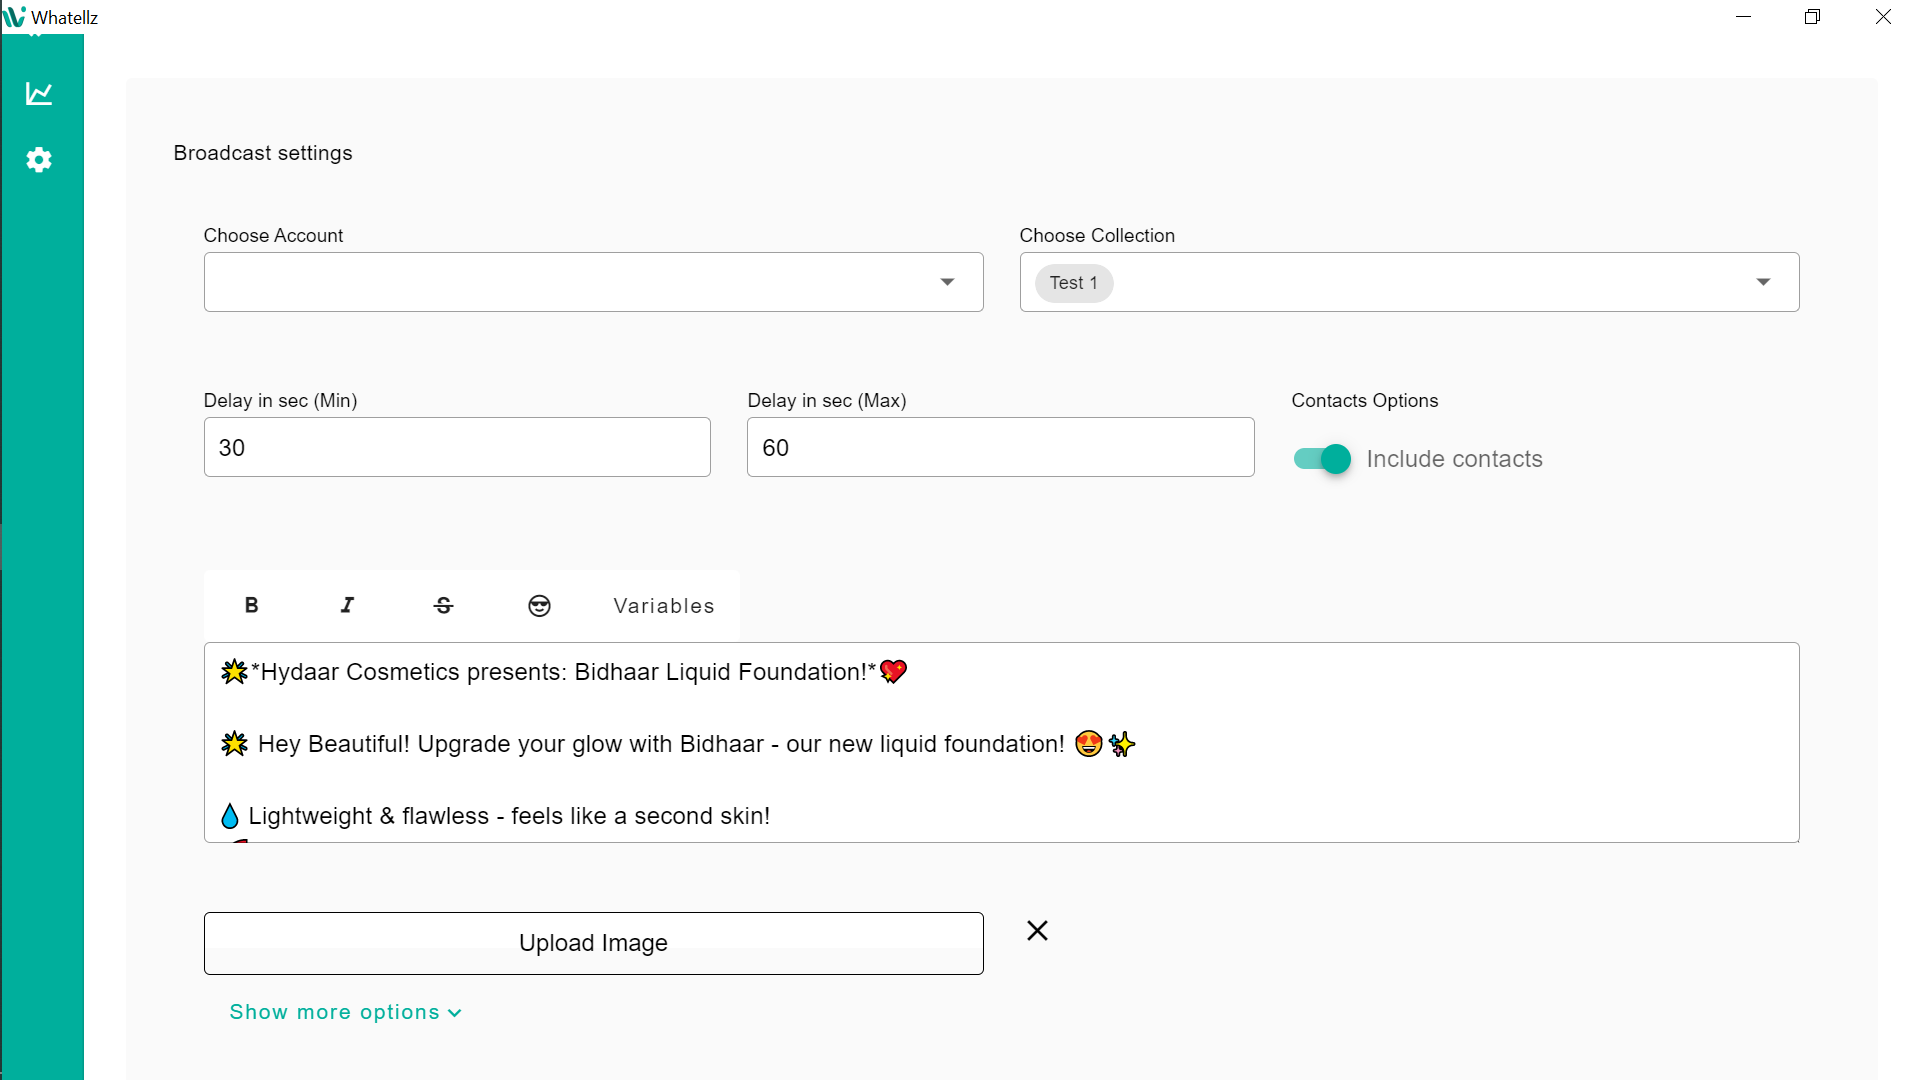 Whatellz
Broadcast settings
Choose Account
Choose Collection
Test 1
Delay in sec (Min)
Delay in sec (Max)
Contacts Options
30
60
Include contacts
B I S Variables
🌟*Hydaar Cosmetics presents: Bidhaar Liquid Foundation!*💖
🌟 Hey Beautiful! Upgrade your glow with Bidhaar - our new liquid foundation! 😍✨
💧 Lightweight & flawless - feels like a second skin!
Upload Image
Show more options